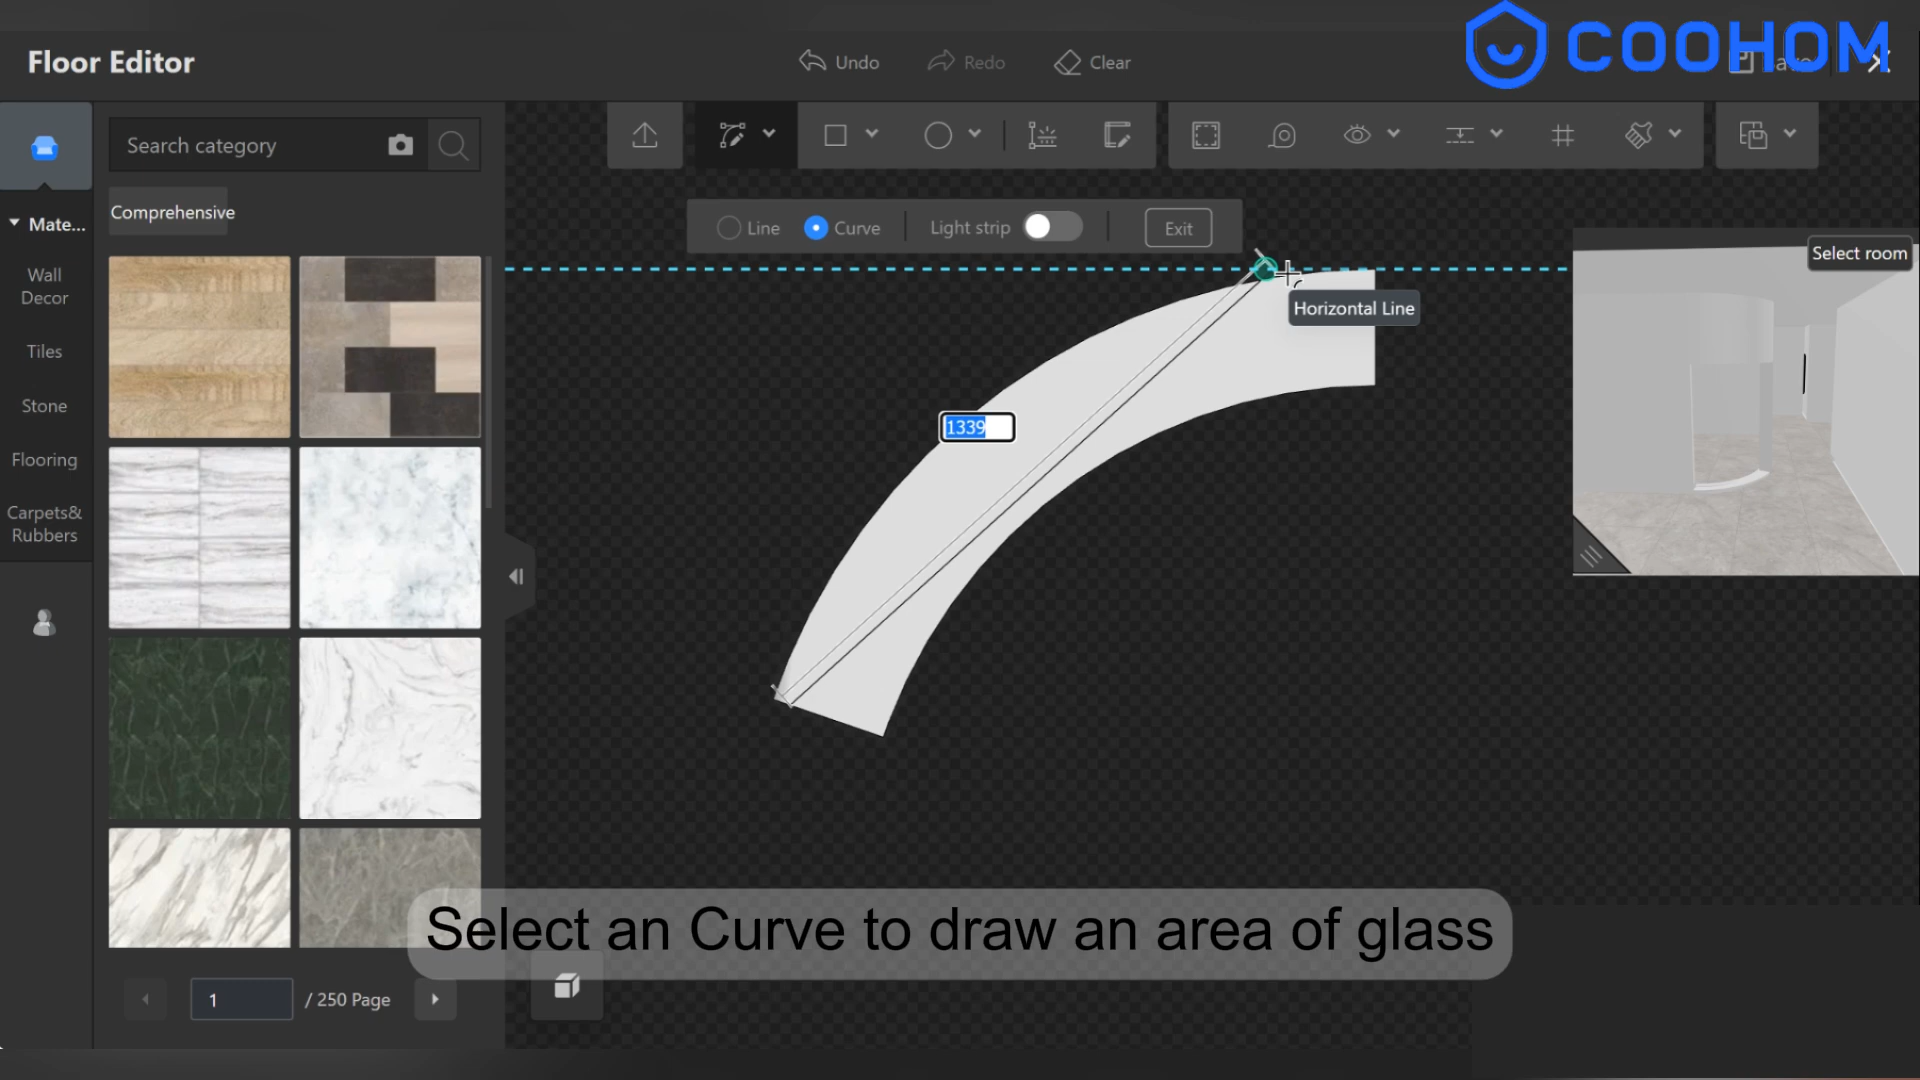 COOHOM
Floor Editor
Undo
Redo
Clear
Search category
Comprehensive
Mate...
Wall
Decor
Tiles
Stone
Flooring
Carpets&
Rubbers
Line
Curve
Light strip
Exit
Select room
Horizontal Line
1339
Select an Curve to draw an area of glass
1
/ 250 Page